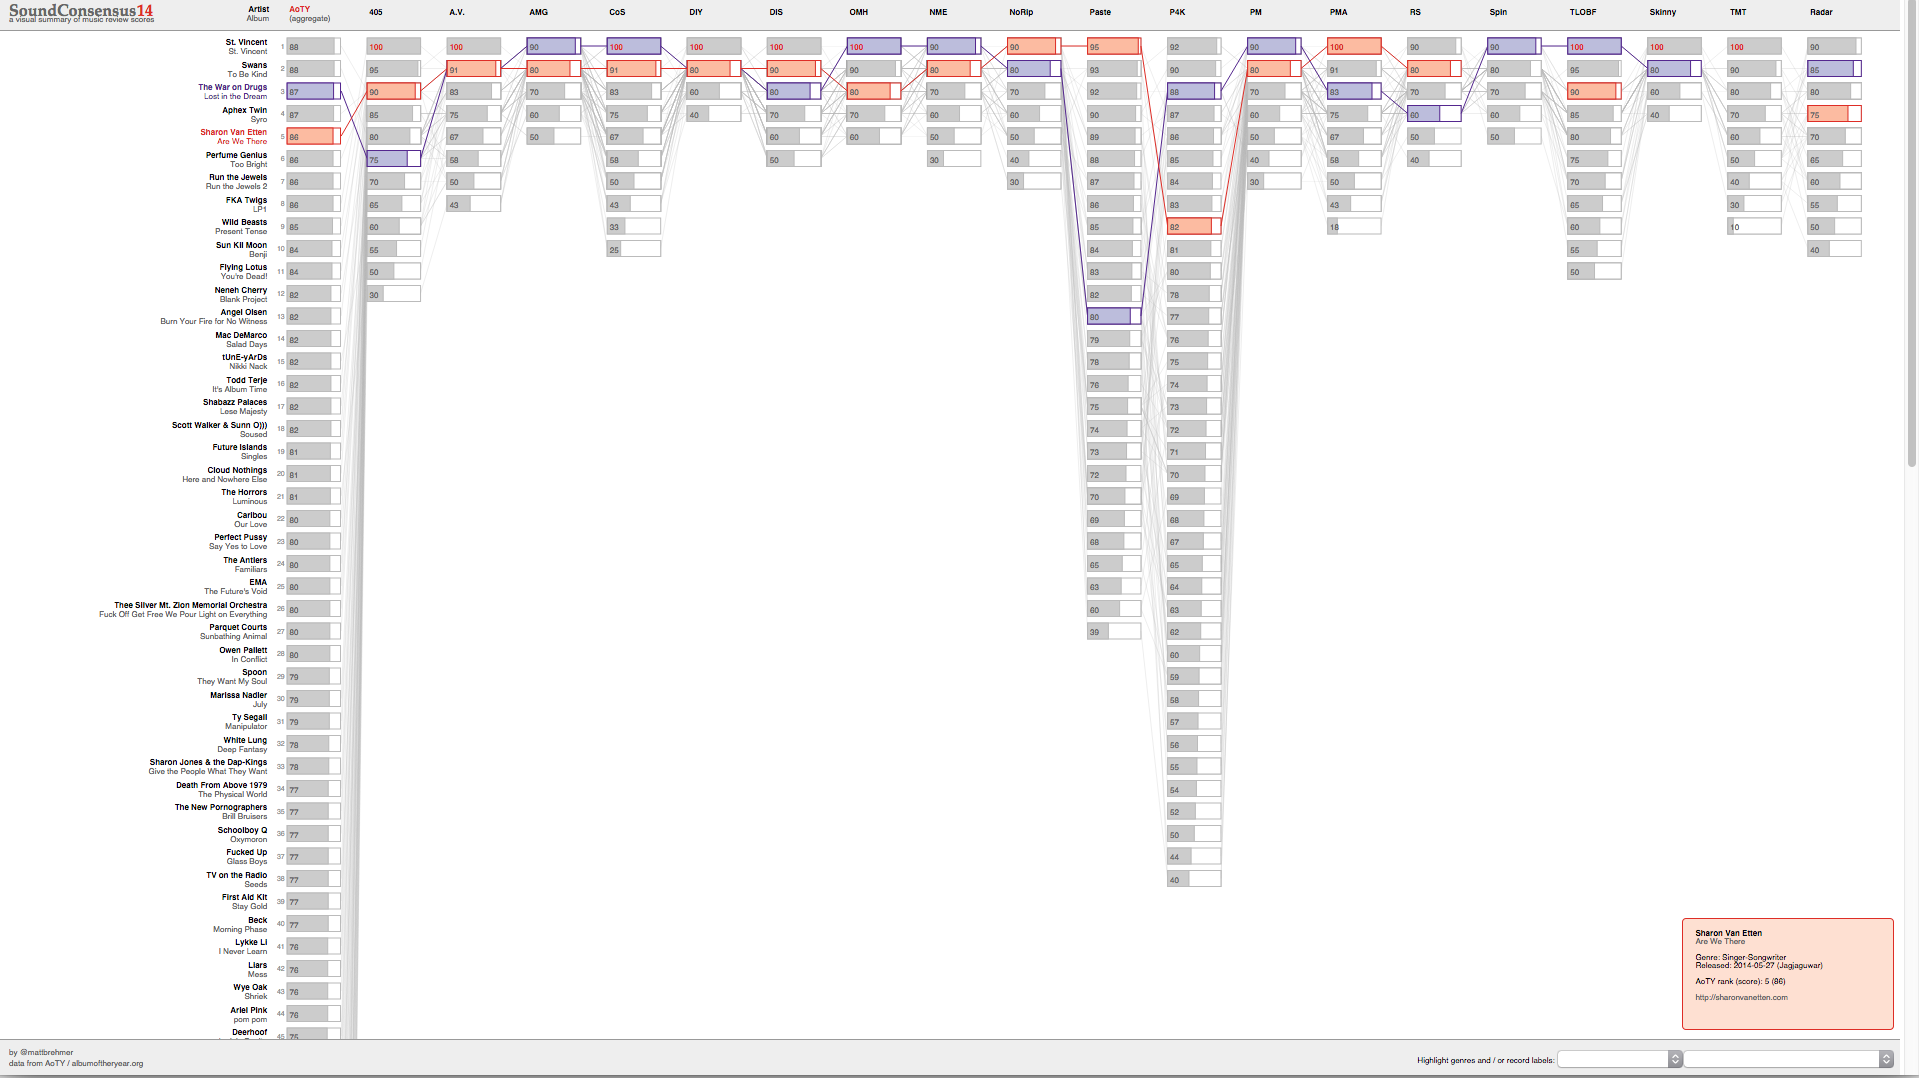 SoundConsensus14
a visual summary of music review scores
Artist
Album
AoTY
(aggregate)
405 A.V. AMG CoS DIY DIS OMH NME NoRip Paste P4K PM PMA RS Spin TLOBF Skinny TMT Radar
St. Vincent
St. Vincent
1 88 100 100 90 100 100 100 100 90 90 95 92 90 100 90 90 100 100 100 90
Swans
To Be Kind
2 88 95 91 80 91 80 90 90 80 80 93 90 80 91 80 80 95 80 90 85
The War on Drugs
Lost in the Dream
3 87 90 83 70 83 60 80 80 70 70 92 88 70 83 70 70 90 60 80 80
Aphex Twin
Syro
4 87 85 75 60 75 40 70 70 60 60 90 87 60 75 60 60 85 40 70 75
Sharon Van Etten
Are We There
5 86 80 67 50 67 60 60 50 50 89 86 50 67 50 50 80 60 70
Perfume Genius
Too Bright
6 86 75 58 58 50 30 40 88 85 40 58 40 75 50 65
Run the Jewels
Run the Jewels 2
7 86 70 50 50 30 87 84 30 50 70 40 60
FKA Twigs
LP1
8 86 65 43 43 86 83 43 65 30 55
Wild Beasts
Present Tense
9 85 60 33 85 82 18 60 10 50
Sun Kil Moon
Benji
10 84 55 25 84 81 55 40
Flying Lotus
You're Dead!
11 84 50 83 80 50
Neneh Cherry
Blank Project
12 82 30 82 78
Angel Olsen
Burn Your Fire for No Witness
13 82 80 77
Mac DeMarco
Salad Days
14 82 79 76
tUnE-yArDs
Nikki Nack
15 82 78 75
Todd Terje
It's Album Time
16 82 76 74
Shabazz Palaces
Lese Majesty
17 82 75 73
Scott Walker & Sunn O)))
Soused
18 82 74 72
Future Islands
Singles
19 81 73 71
Cloud Nothings
Here and Nowhere Else
20 81 72 70
The Horrors
Luminous
21 81 70 69
Caribou
Our Love
22 80 69 68
Perfect Pussy
Say Yes to Love
23 80 68 67
The Antlers
Familiars
24 80 65 65
EMA
The Future's Void
25 80 63 64
Thee Silver Mt. Zion Memorial Orchestra
Fuck Off Get Free We Pour Light on Everything
26 80 60 63
Parquet Courts
Sunbathing Animal
27 80 39 62
Owen Pallett
In Conflict
28 80 60
Spoon
They Want My Soul
29 79 59
Marissa Nadler
July
30 79 58
Ty Segall
Manipulator
31 79 57
White Lung
Deep Fantasy
32 78 56
Sharon Jones & the Dap-Kings
Give the People What They Want
33 78 55
Death From Above 1979
The Physical World
34 77 54
The New Pornographers
Brill Bruisers
35 77 52
Schoolboy Q
Oxymoron
36 77 50
Fucked Up
Glass Boys
37 77 44
TV on the Radio
Seeds
38 77 40
First Aid Kit
Stay Gold
39 77
Beck
Morning Phase
40 77
Lykke Li
I Never Learn
41 76
Liars
Mess
42 76
Wye Oak
Shriek
43 76
Ariel Pink
pom pom
44 76
Deerhoof
45 75
Sharon Van Etten
Are We There
Genre: Singer-Songwriter
Released: 2014-05-27 (Jagjaguwar)
AoTY rank (score): 5 (86)
http://sharonvanetten.com
by @mattbrehmer
data from AoTY / albumoftheyear.org
Highlight genres and / or record labels: